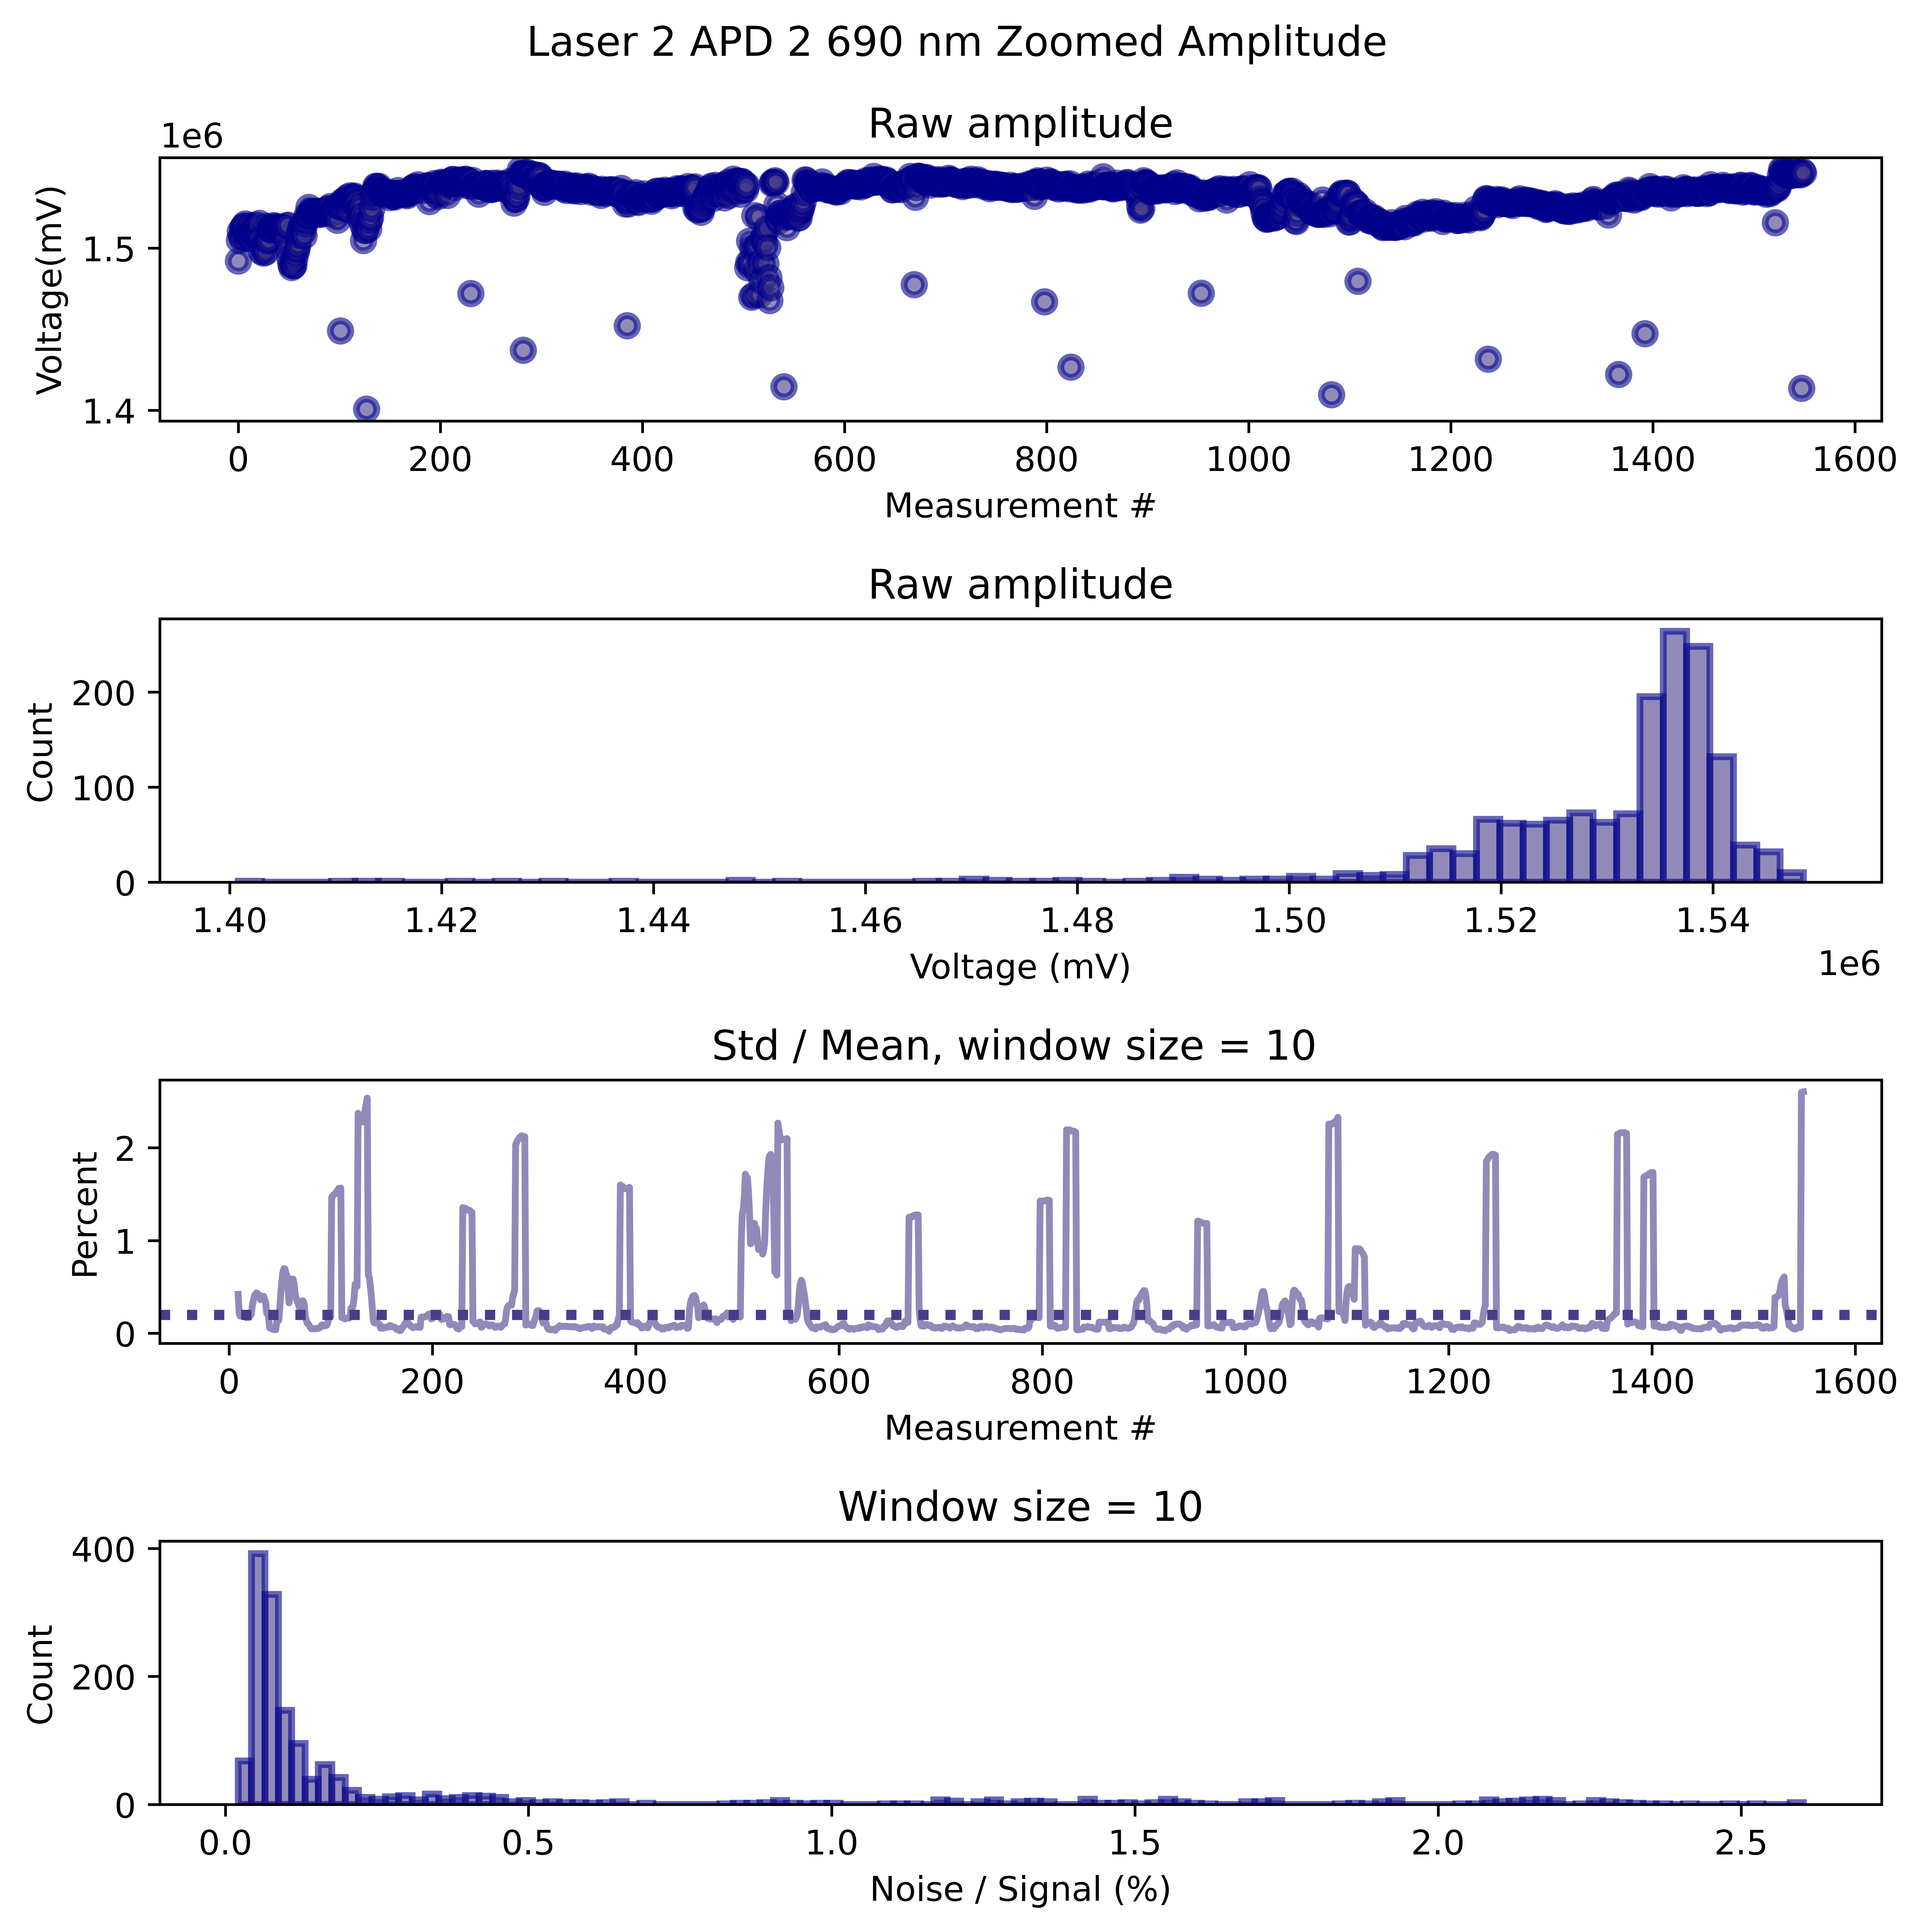 Laser 2 APD 2 690 nm Zoomed Amplitude
Raw amplitude
1e6
Voltage(mV)
1.5
1.4
0 200 400 600 800 1000 1200 1400 1600
Measurement #
Raw amplitude
Count
200
100
0
1.40 1.42 1.44 1.46 1.48 1.50 1.52 1.54
Voltage (mV)
1e6
Std / Mean, window size = 10
Percent
2
1
0
0 200 400 600 800 1000 1200 1400 1600
Measurement #
Window size = 10
Count
400
200
0
0.0 0.5 1.0 1.5 2.0 2.5
Noise / Signal (%)